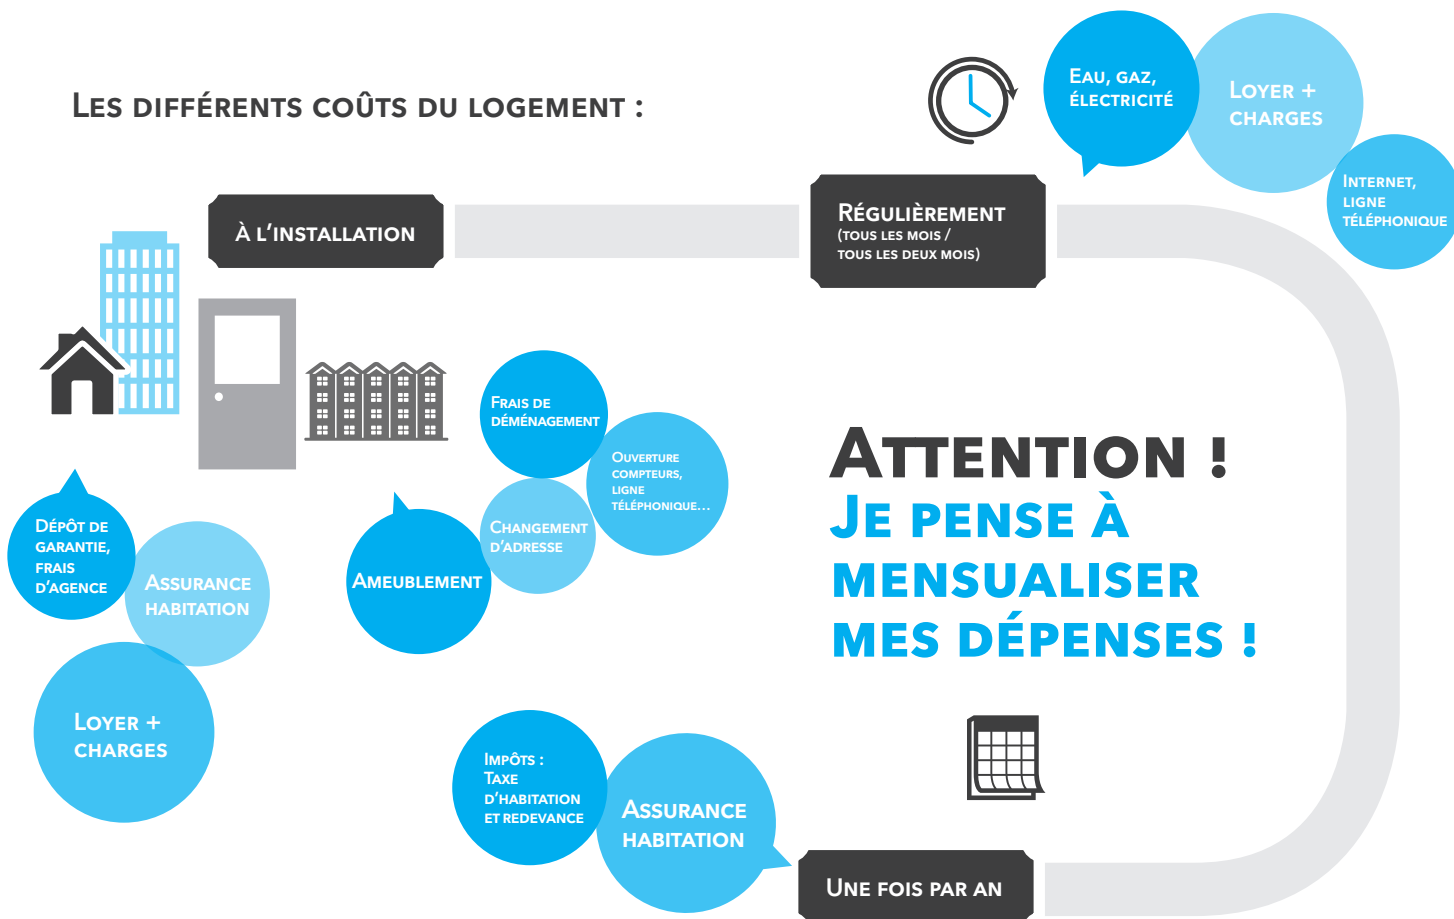 Les différents coûts du logement :
À l'installation
Régulièrement
(tous les mois /
tous les deux mois)
Eau, gaz,
électricité
Loyer +
charges
Internet,
ligne
téléphonique
Frais de
déménagement
Ouverture
compteurs,
ligne
téléphonique...
Changement
d'adresse
Ameublement
Dépôt de
garantie,
frais
d'agence
Assurance
habitation
Loyer +
charges
Attention !
Je pense à
mensualiser
mes dépenses !
Impôts :
Taxe
d'habitation
et redevance
Assurance
habitation
Une fois par an